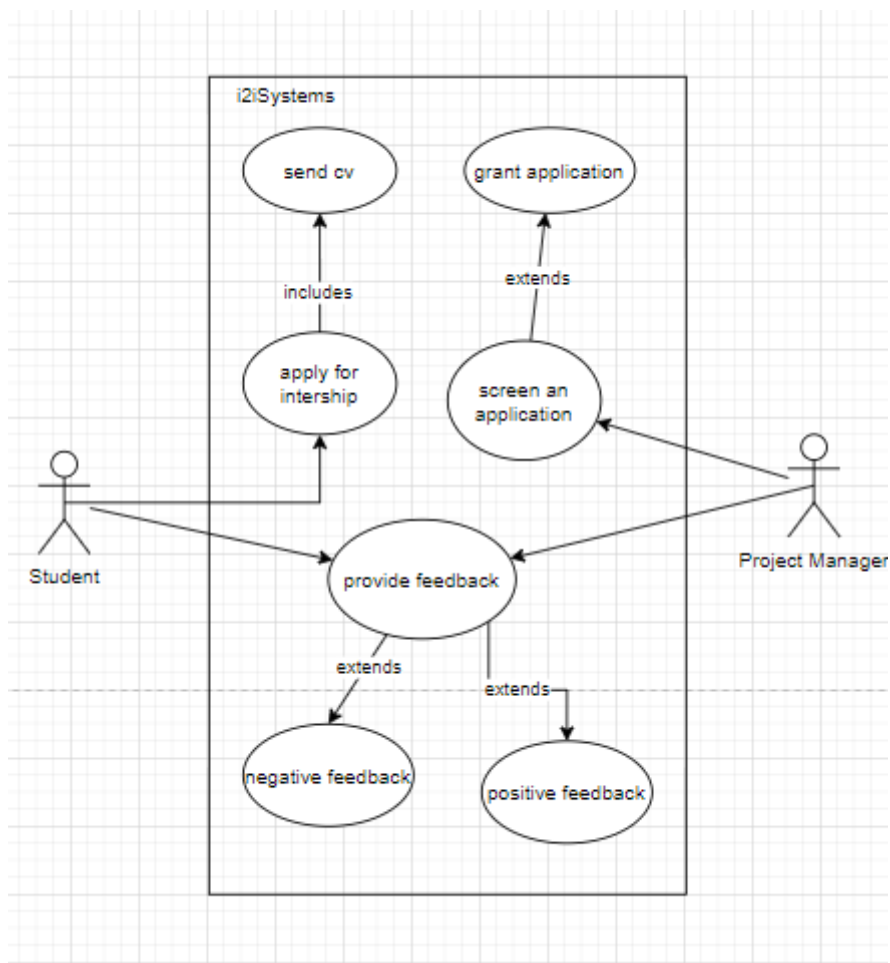 i2iSystems
send cv
grant application
includes
extends
apply for
intership
screen an
application
Student
Project Manager
provide feedback
extends
extends
negative feedback
positive feedback